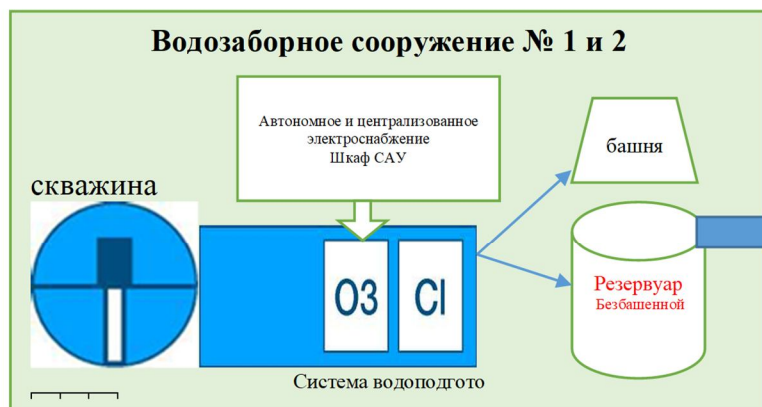 Водозаборное сооружение № 1 и 2
Автономное и централизованное
электроснабжение
Шкаф САУ
башня
скважина
O3
Cl
Резервуар
Безбашенной
Система водоподгото